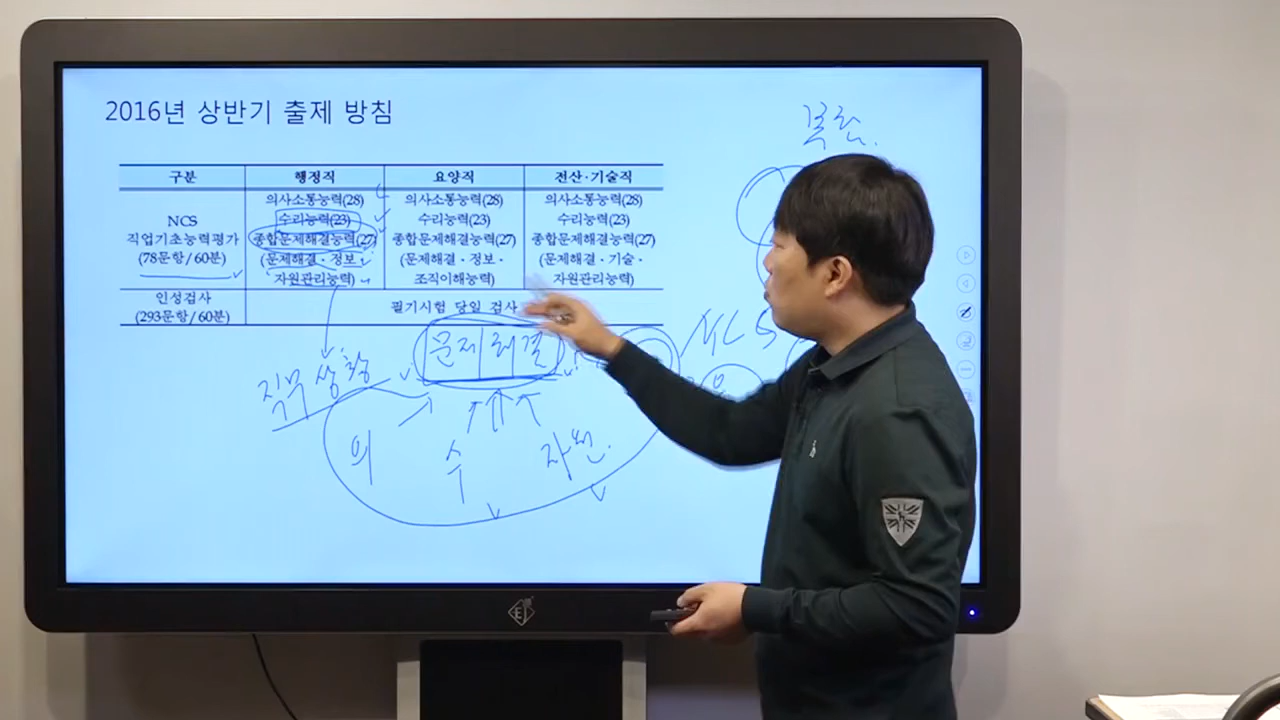 2016년 상반기 출제 방침
구분 행정직 요양직 전산·기술직
NCS
직업기초능력평가
(78문항/60분)
의사소통능력(28)
수리능력(23)
종합문제해결능력(27)
(문제해결·정보·
자원관리능력)
의사소통능력(28)
수리능력(23)
종합문제해결능력(27)
(문제해결·정보·
조직이해능력)
의사소통능력(28)
수리능력(23)
종합문제해결능력(27)
(문제해결·기술·
자원관리능력)
인성검사
(293문항/60분)
필기시험 당일 검사
문제해결
직무상황
의 수 자원.